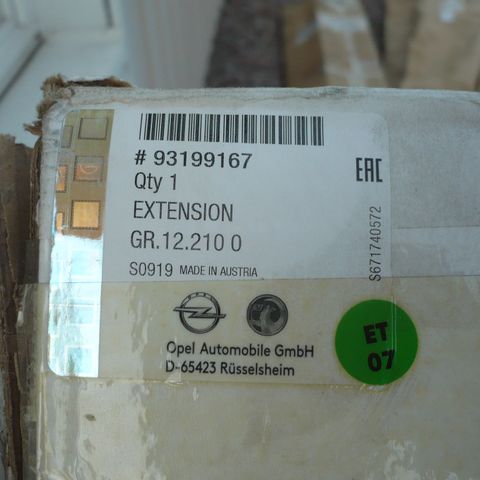 # 93199167
Qty 1
EXTENSION
GR.12.210 0
S0919 MADE IN AUSTRIA
EAC
S671740572
Opel Automobile GmbH
D-65423 Rüsselsheim
ET
07